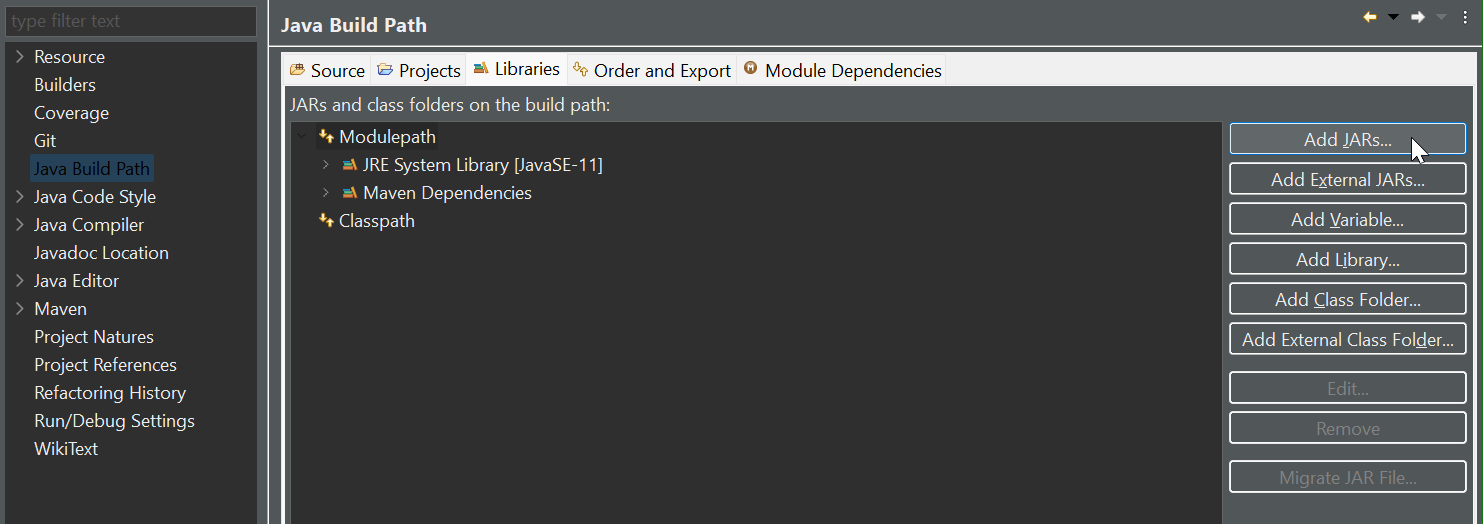 type filter text
Resource
Builders
Coverage
Git
Java Build Path
Java Code Style
Java Compiler
Javadoc Location
Java Editor
Maven
Project Natures
Project References
Refactoring History
Run/Debug Settings
WikiText
Java Build Path
Source Projects Libraries Order and Export Module Dependencies
JARs and class folders on the build path:
Modulepath
JRE System Library [JavaSE-11]
Maven Dependencies
Classpath
Add JARs...
Add External JARs...
Add Variable...
Add Library...
Add Class Folder...
Add External Class Folder...
Edit...
Remove
Migrate JAR File...